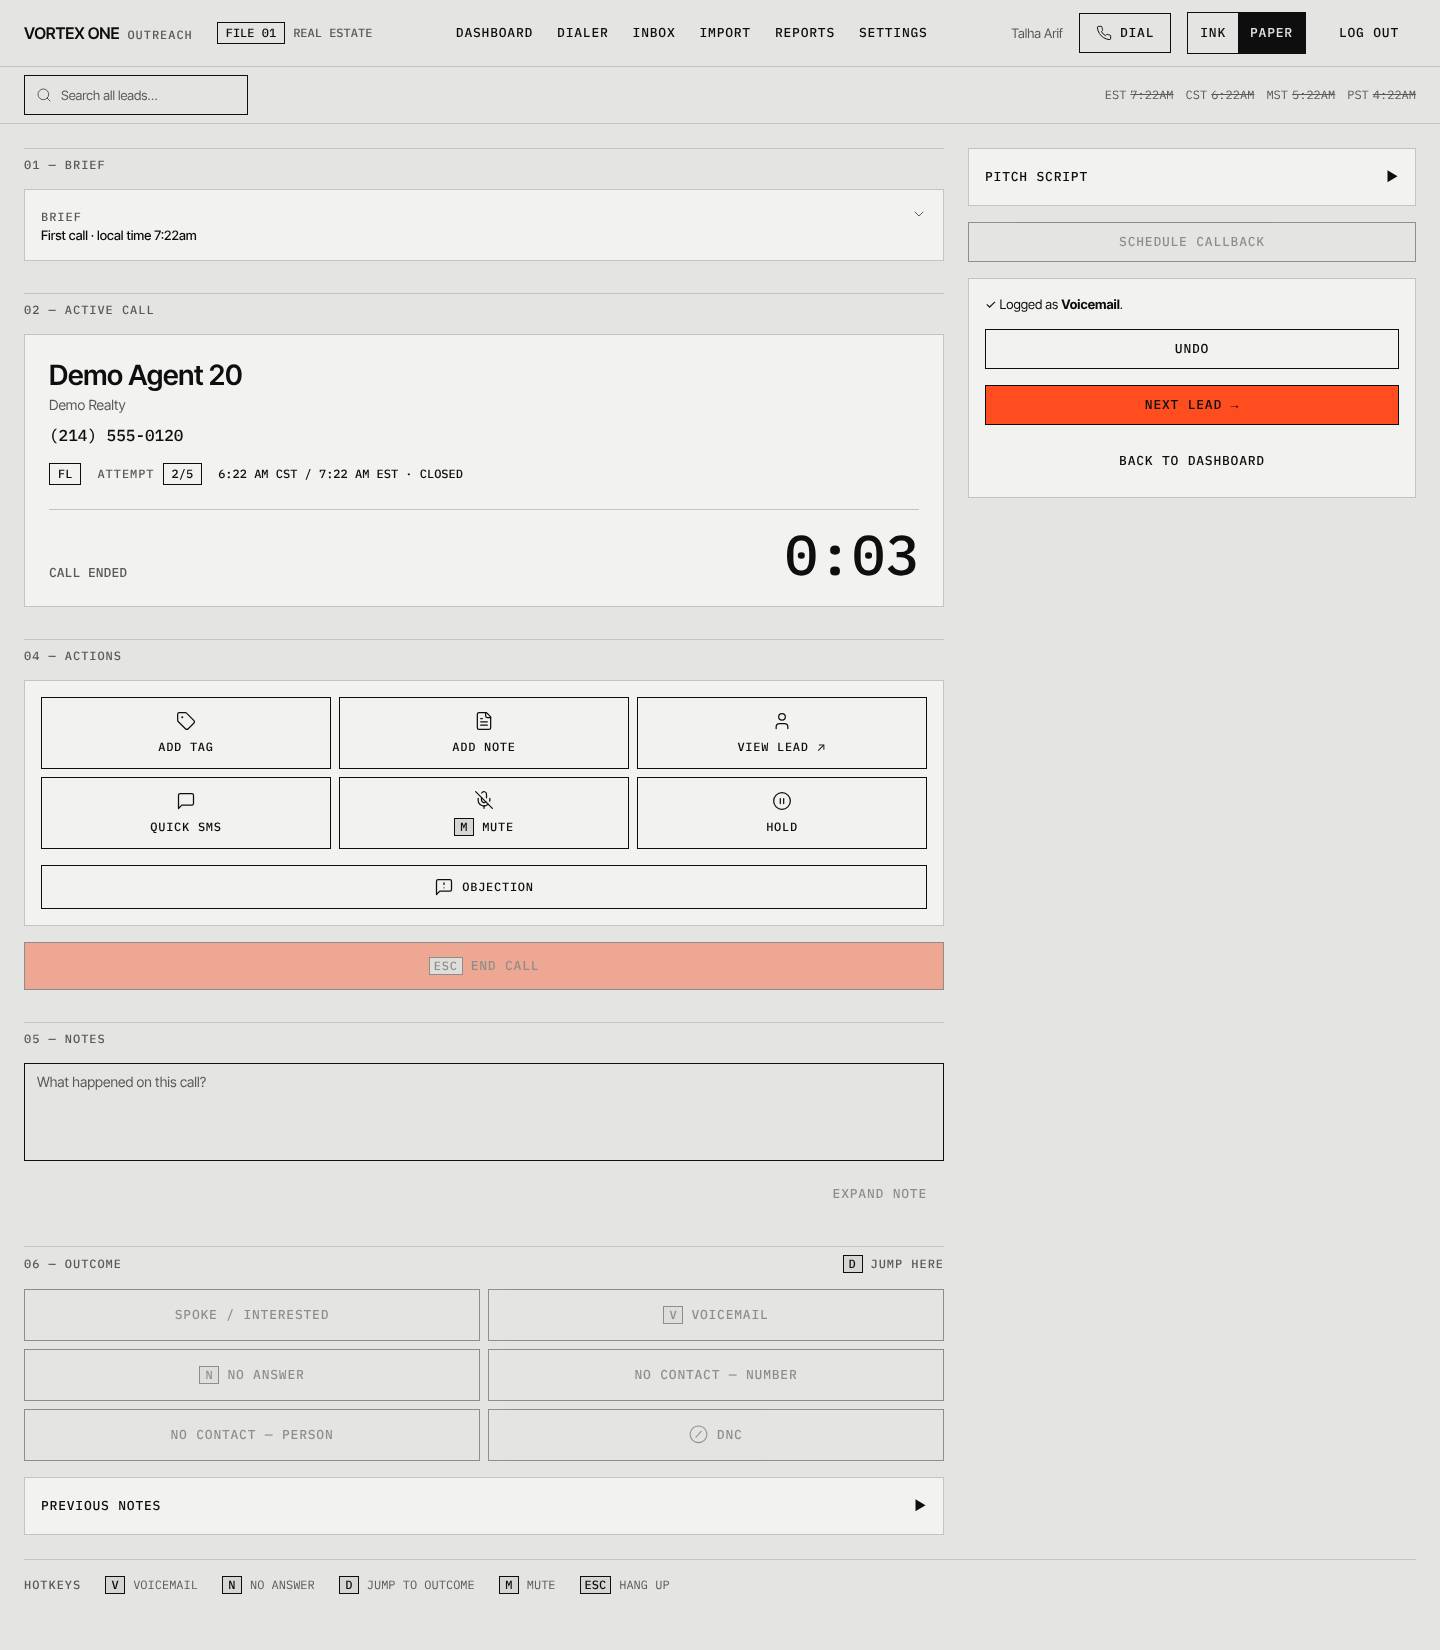 VORTEX ONE OUTREACH FILE 01 REAL ESTATE DASHBOARD DIALER INBOX IMPORT REPORTS SETTINGS Talha Arif DIAL INK PAPER LOG OUT
Search all leads... EST 7:22AM CST 6:22AM MST 5:22AM PST 4:22AM
01 — BRIEF
BRIEF
First call · local time 7:22am
02 — ACTIVE CALL
Demo Agent 20
Demo Realty
(214) 555-0120
FL ATTEMPT 2/5 6:22 AM CST / 7:22 AM EST · CLOSED
CALL ENDED 0:03
04 — ACTIONS
ADD TAG ADD NOTE VIEW LEAD ↗
QUICK SMS M MUTE HOLD
OBJECTION
ESC END CALL
05 — NOTES
What happened on this call?
EXPAND NOTE
06 — OUTCOME D JUMP HERE
SPOKE / INTERESTED V VOICEMAIL
N NO ANSWER NO CONTACT — NUMBER
NO CONTACT — PERSON DNC
PREVIOUS NOTES ▶
PITCH SCRIPT ▶
SCHEDULE CALLBACK
✓ Logged as Voicemail.
UNDO
NEXT LEAD →
BACK TO DASHBOARD
HOTKEYS V VOICEMAIL N NO ANSWER D JUMP TO OUTCOME M MUTE ESC HANG UP